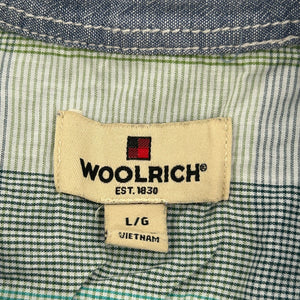 WOOLRICH®
EST. 1830
L/G
VIETNAM